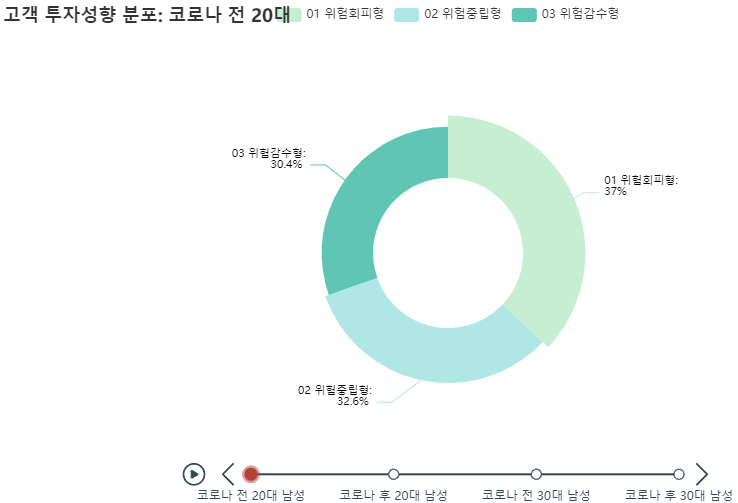 고객 투자성향 분포: 코로나 전 20대
01 위험회피형
02 위험중립형
03 위험감수형
03 위험감수형:
30.4%
01 위험회피형:
37%
02 위험중립형:
32.6%
코로나 전 20대 남성
코로나 후 20대 남성
코로나 전 30대 남성
코로나 후 30대 남성